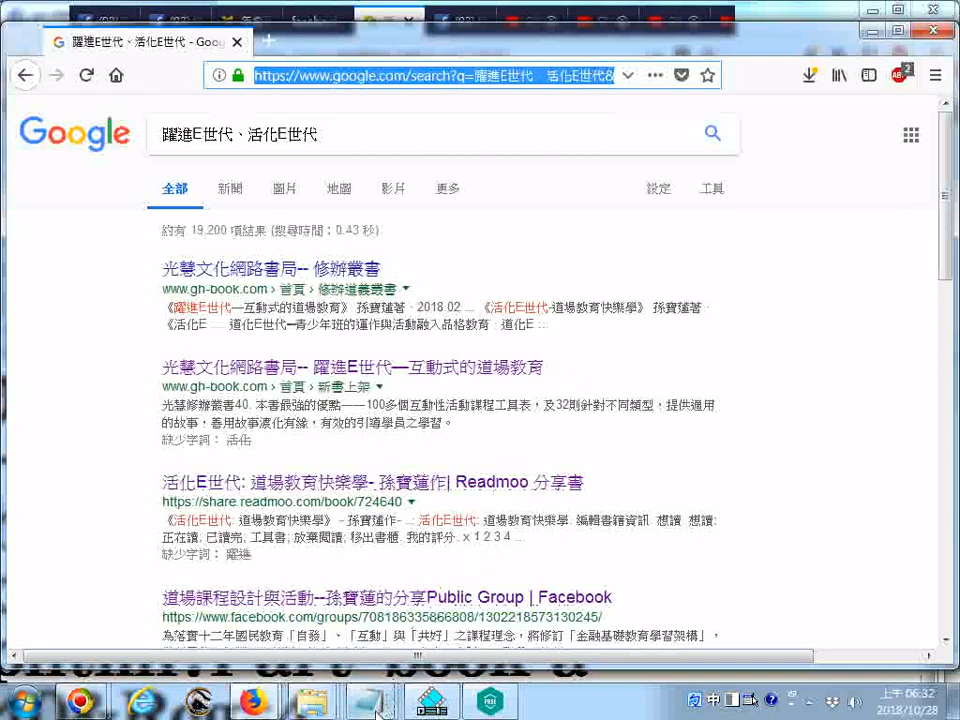 躍進E世代、活化E世代 - Goog
https://www.google.com/search?q=躍進E世代 活化E世代&
2
Google
躍進E世代、活化E世代
全部 新聞 圖片 地圖 影片 更多 設定 工具
約有 19,200 項結果 (搜尋時間：0.43 秒)
光慧文化網路書局-- 修辦叢書
www.gh-book.com › 首頁 › 修辦道義叢書
《躍進E世代—互動式的道場教育》 孫寶蓮著 · 2018.02 ... 《活化E世代-道場教育快樂學》 孫寶蓮著 ·
《活化E ... 道化E世代─青少年班的運作與活動融入品格教育 · 道化E ...
光慧文化網路書局-- 躍進E世代—互動式的道場教育
www.gh-book.com › 首頁 › 新書上架
光慧修辦叢書40. 本書最強的優點——100多個互動性活動課程工具表，及32則針對不同類型，提供適用
的故事，善用故事渡化有緣，有效的引導學員之學習。
缺少字詞： 活化
活化E世代: 道場教育快樂學- 孫寶蓮作| Readmoo 分享書
https://share.readmoo.com/book/724640
《活化E世代: 道場教育快樂學》 - 孫寶蓮作- ...: 活化E世代: 道場教育快樂學. 編輯書籍資訊. 想讀. 想讀;
正在讀; 已讀完; 工具書; 放棄閱讀; 移出書櫃. 我的評分. x 1 2 3 4 ...
缺少字詞： 躍進
道場課程設計與活動--孫寶蓮的分享Public Group | Facebook
https://www.facebook.com/groups/708186335866808/1302218573130245/
為落實十二年國民教育「自發」、「互動」與「共好」之課程理念，將修訂「金融基礎教育學習架構」，
中
上午 06:32
2018/10/28